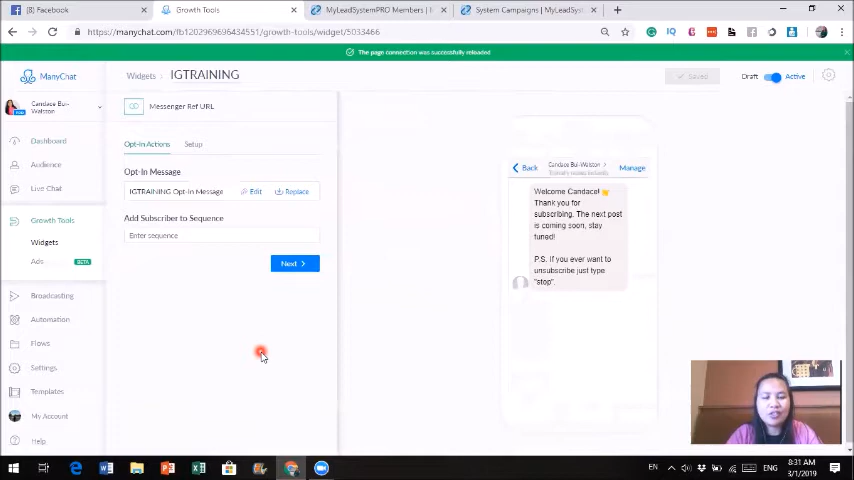 (8) Facebook
Growth Tools
MyLeadSystemPRO Members | I
System Campaigns | MyLeadSyst
https://manychat.com/fb120296969434551/growth-tools/widget/5033466
The page connection was successfully reloaded
ManyChat
Widgets
IGTRAINING
Saved
Draft
Active
Candace Bui-Walston
PRO
Messenger Ref URL
Dashboard
Audience
Live Chat
Growth Tools
Widgets
Ads
BETA
Broadcasting
Automation
Flows
Settings
Templates
My Account
Help
Opt-In Actions
Setup
Opt-In Message
IGTRAINING Opt-In Message
Edit
Replace
Add Subscriber to Sequence
Enter sequence
Next
Back
Candace Bui-Walston
Manage
Welcome Candace!
Thank you for
subscribing. The next post
is coming soon, stay
tuned!
P.S. If you ever want to
unsubscribe just type
"stop".
EN
ENG
8:31 AM
3/1/2019